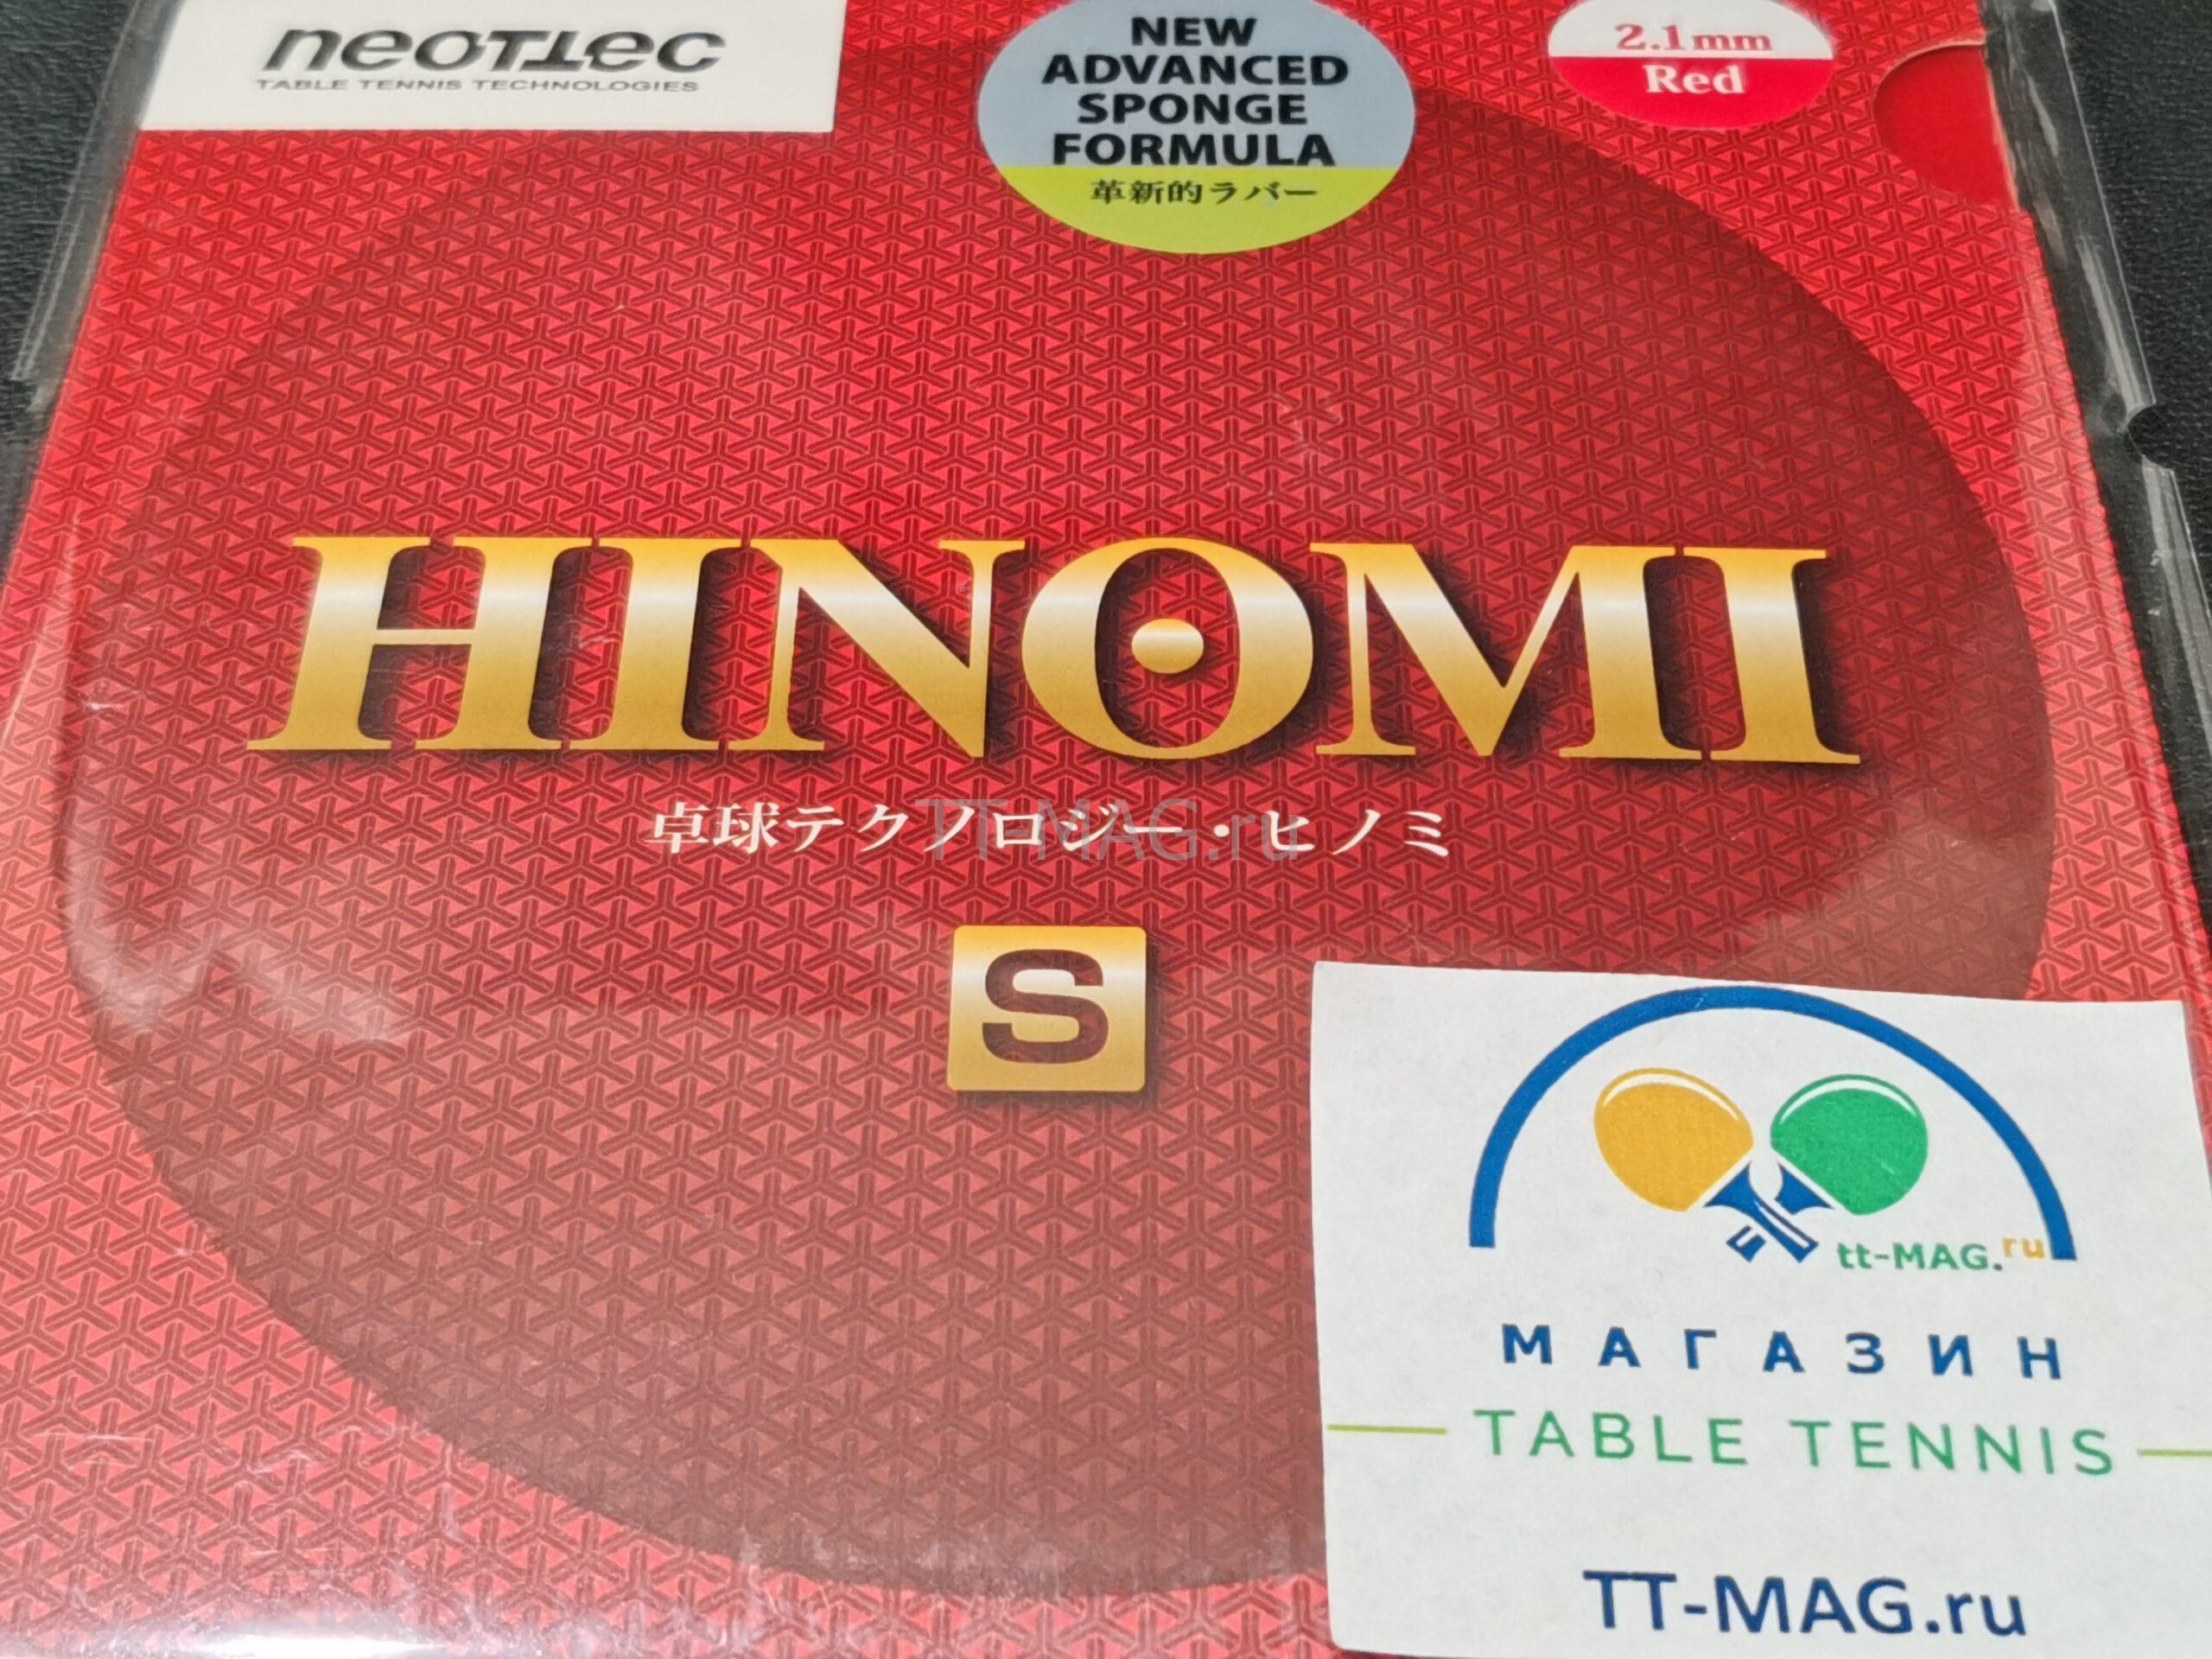 neottec
TABLE TENNIS TECHNOLOGIES
NEW
ADVANCED
SPONGE
FORMULA
革新的ラバー
2.1mm
Red
HINOMI
卓球テクノロジー・ヒノミ
TT-MAG.ru
S
tt-MAG.ru
МАГАЗИН
TABLE TENNIS
TT-MAG.ru